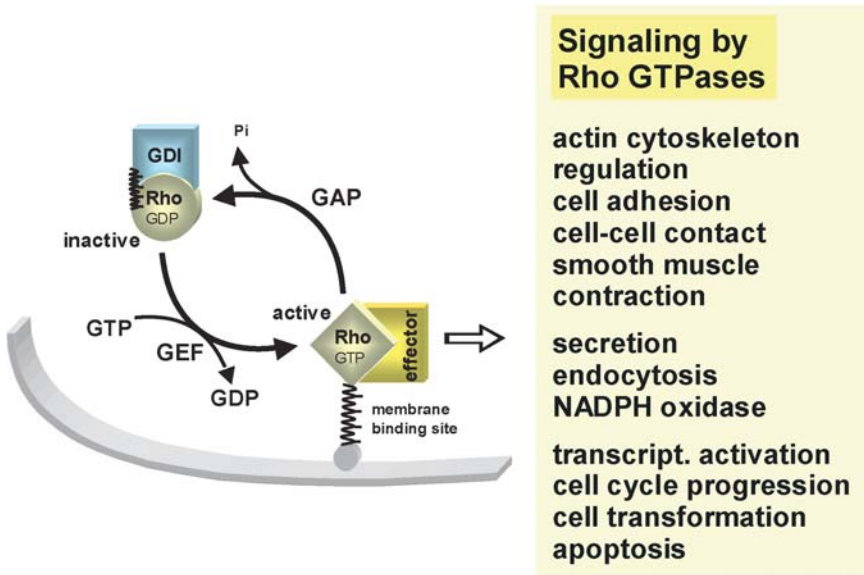 Signaling by
Rho GTPases
actin cytoskeleton
regulation
cell adhesion
cell-cell contact
smooth muscle
contraction
secretion
endocytosis
NADPH oxidase
transcript. activation
cell cycle progression
cell transformation
apoptosis
Pi
GDI
Rho
GDP
GAP
inactive
active
GTP
GEF
GDP
Rho
GTP
effector
membrane
binding site